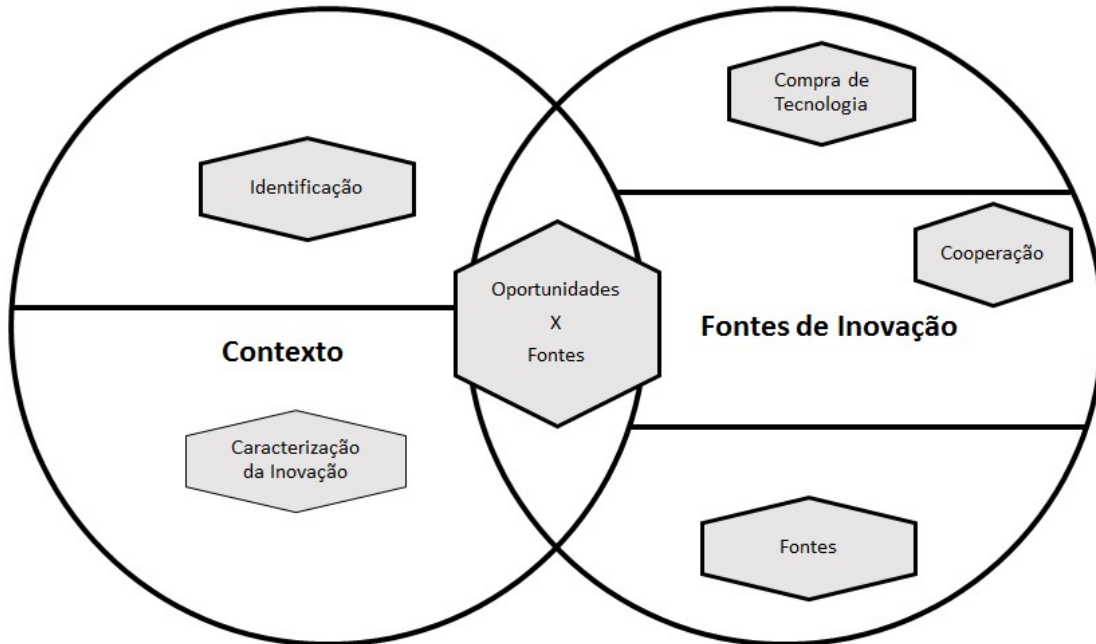 Identificação
Contexto
Caracterização
da Inovação
Oportunidades
X
Fontes
Compra de
Tecnologia
Cooperação
Fontes de Inovação
Fontes